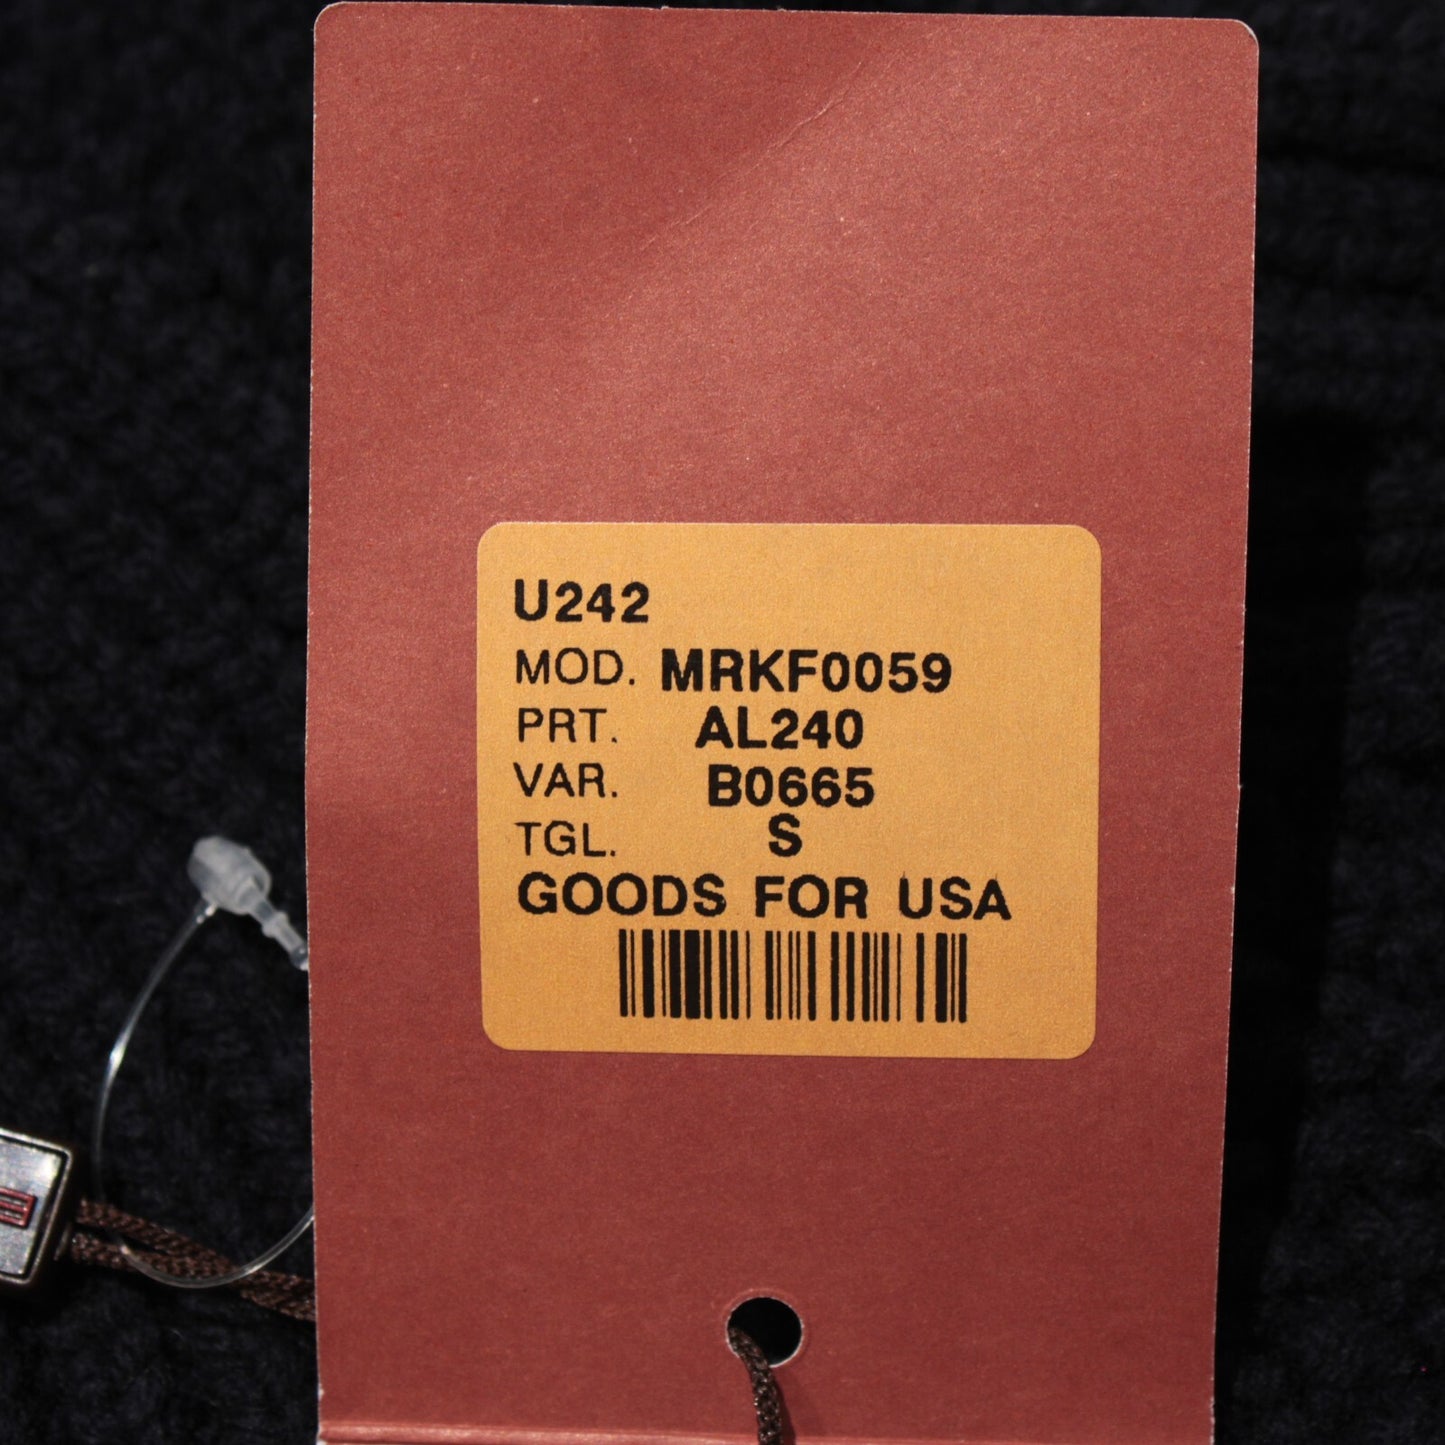 U242
MOD. MRKF0059
PRT. AL240
VAR. B0665
TGL. S
GOODS FOR USA